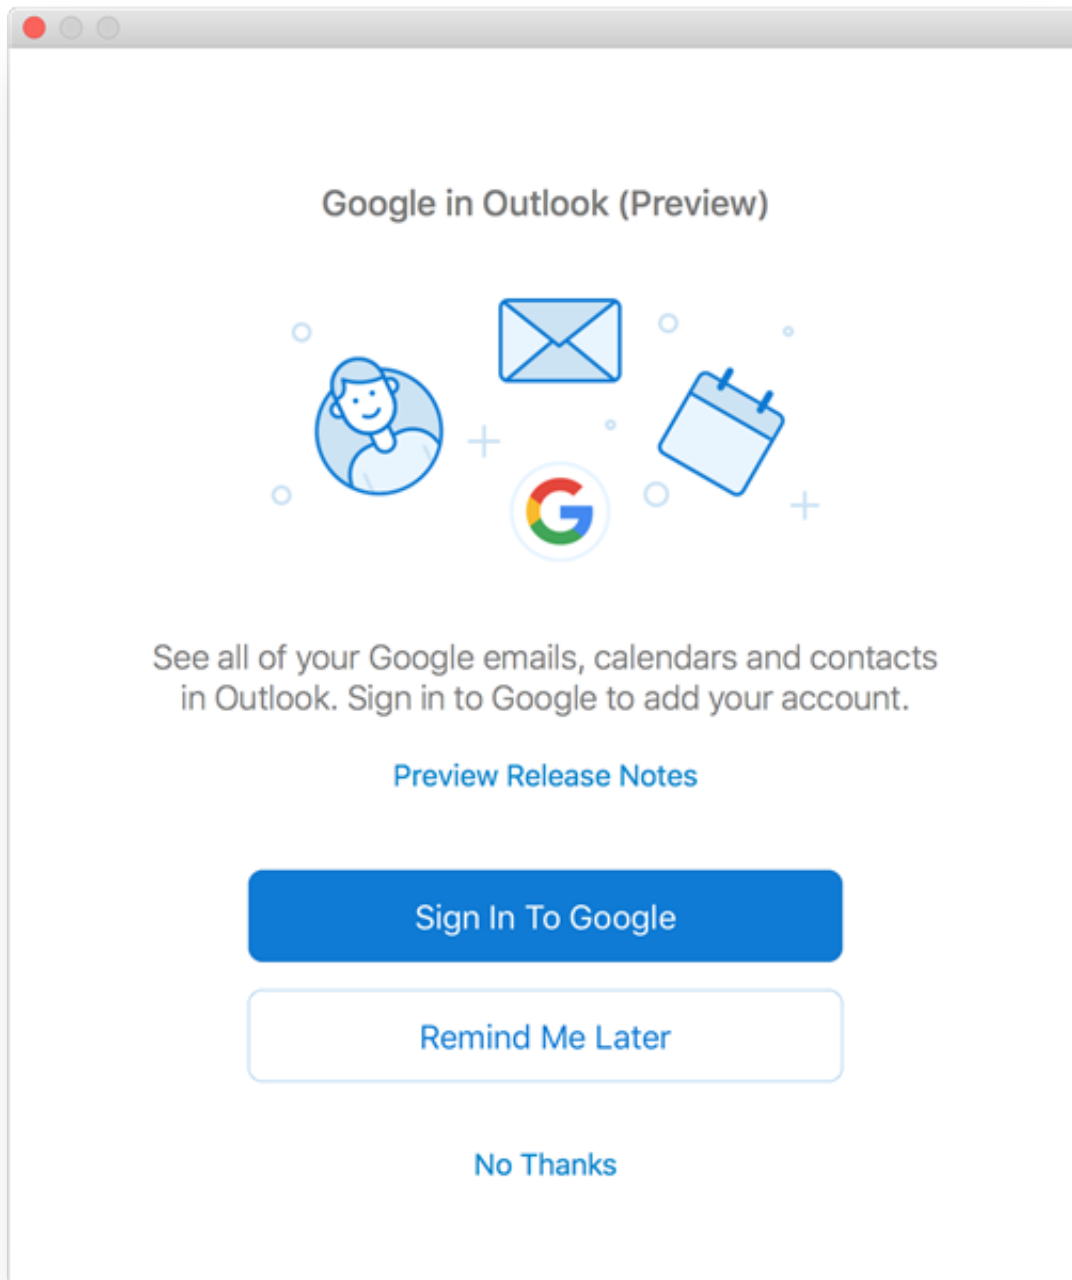 Google in Outlook (Preview)
See all of your Google emails, calendars and contacts
in Outlook. Sign in to Google to add your account.
Preview Release Notes
Sign In To Google
Remind Me Later
No Thanks